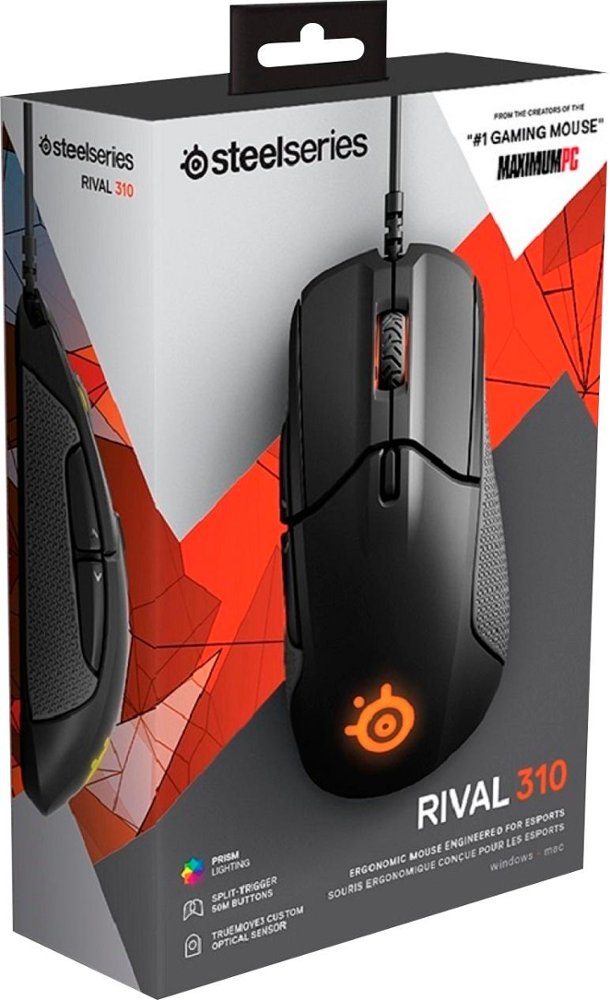 steelseries
RIVAL 310
steelseries
FROM THE CREATORS OF THE
"#1 GAMING MOUSE"
MAXIMUMPC
RIVAL 310
ERGONOMIC MOUSE ENGINEERED FOR ESPORTS
SOURIS ERGONOMIQUE CONÇUE POUR LES ESPORTS
windows - mac
PRISM
LIGHTING
SPLIT-TRIGGER
50M BUTTONS
TRUEMOVE3 CUSTOM
OPTICAL SENSOR